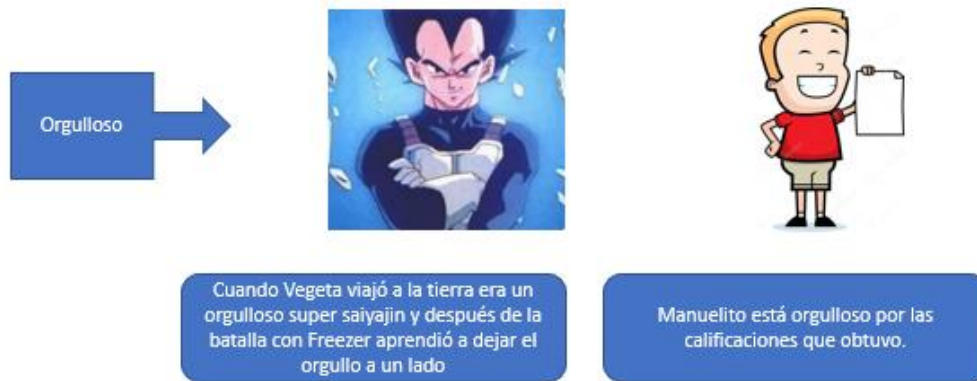 Orgulloso
Cuando Vegeta viajó a la tierra era un
orgulloso super saiyajin y después de la
batalla con Freezer aprendió a dejar el
orgullo a un lado
Manuelito está orgulloso por las
calificaciones que obtuvo.